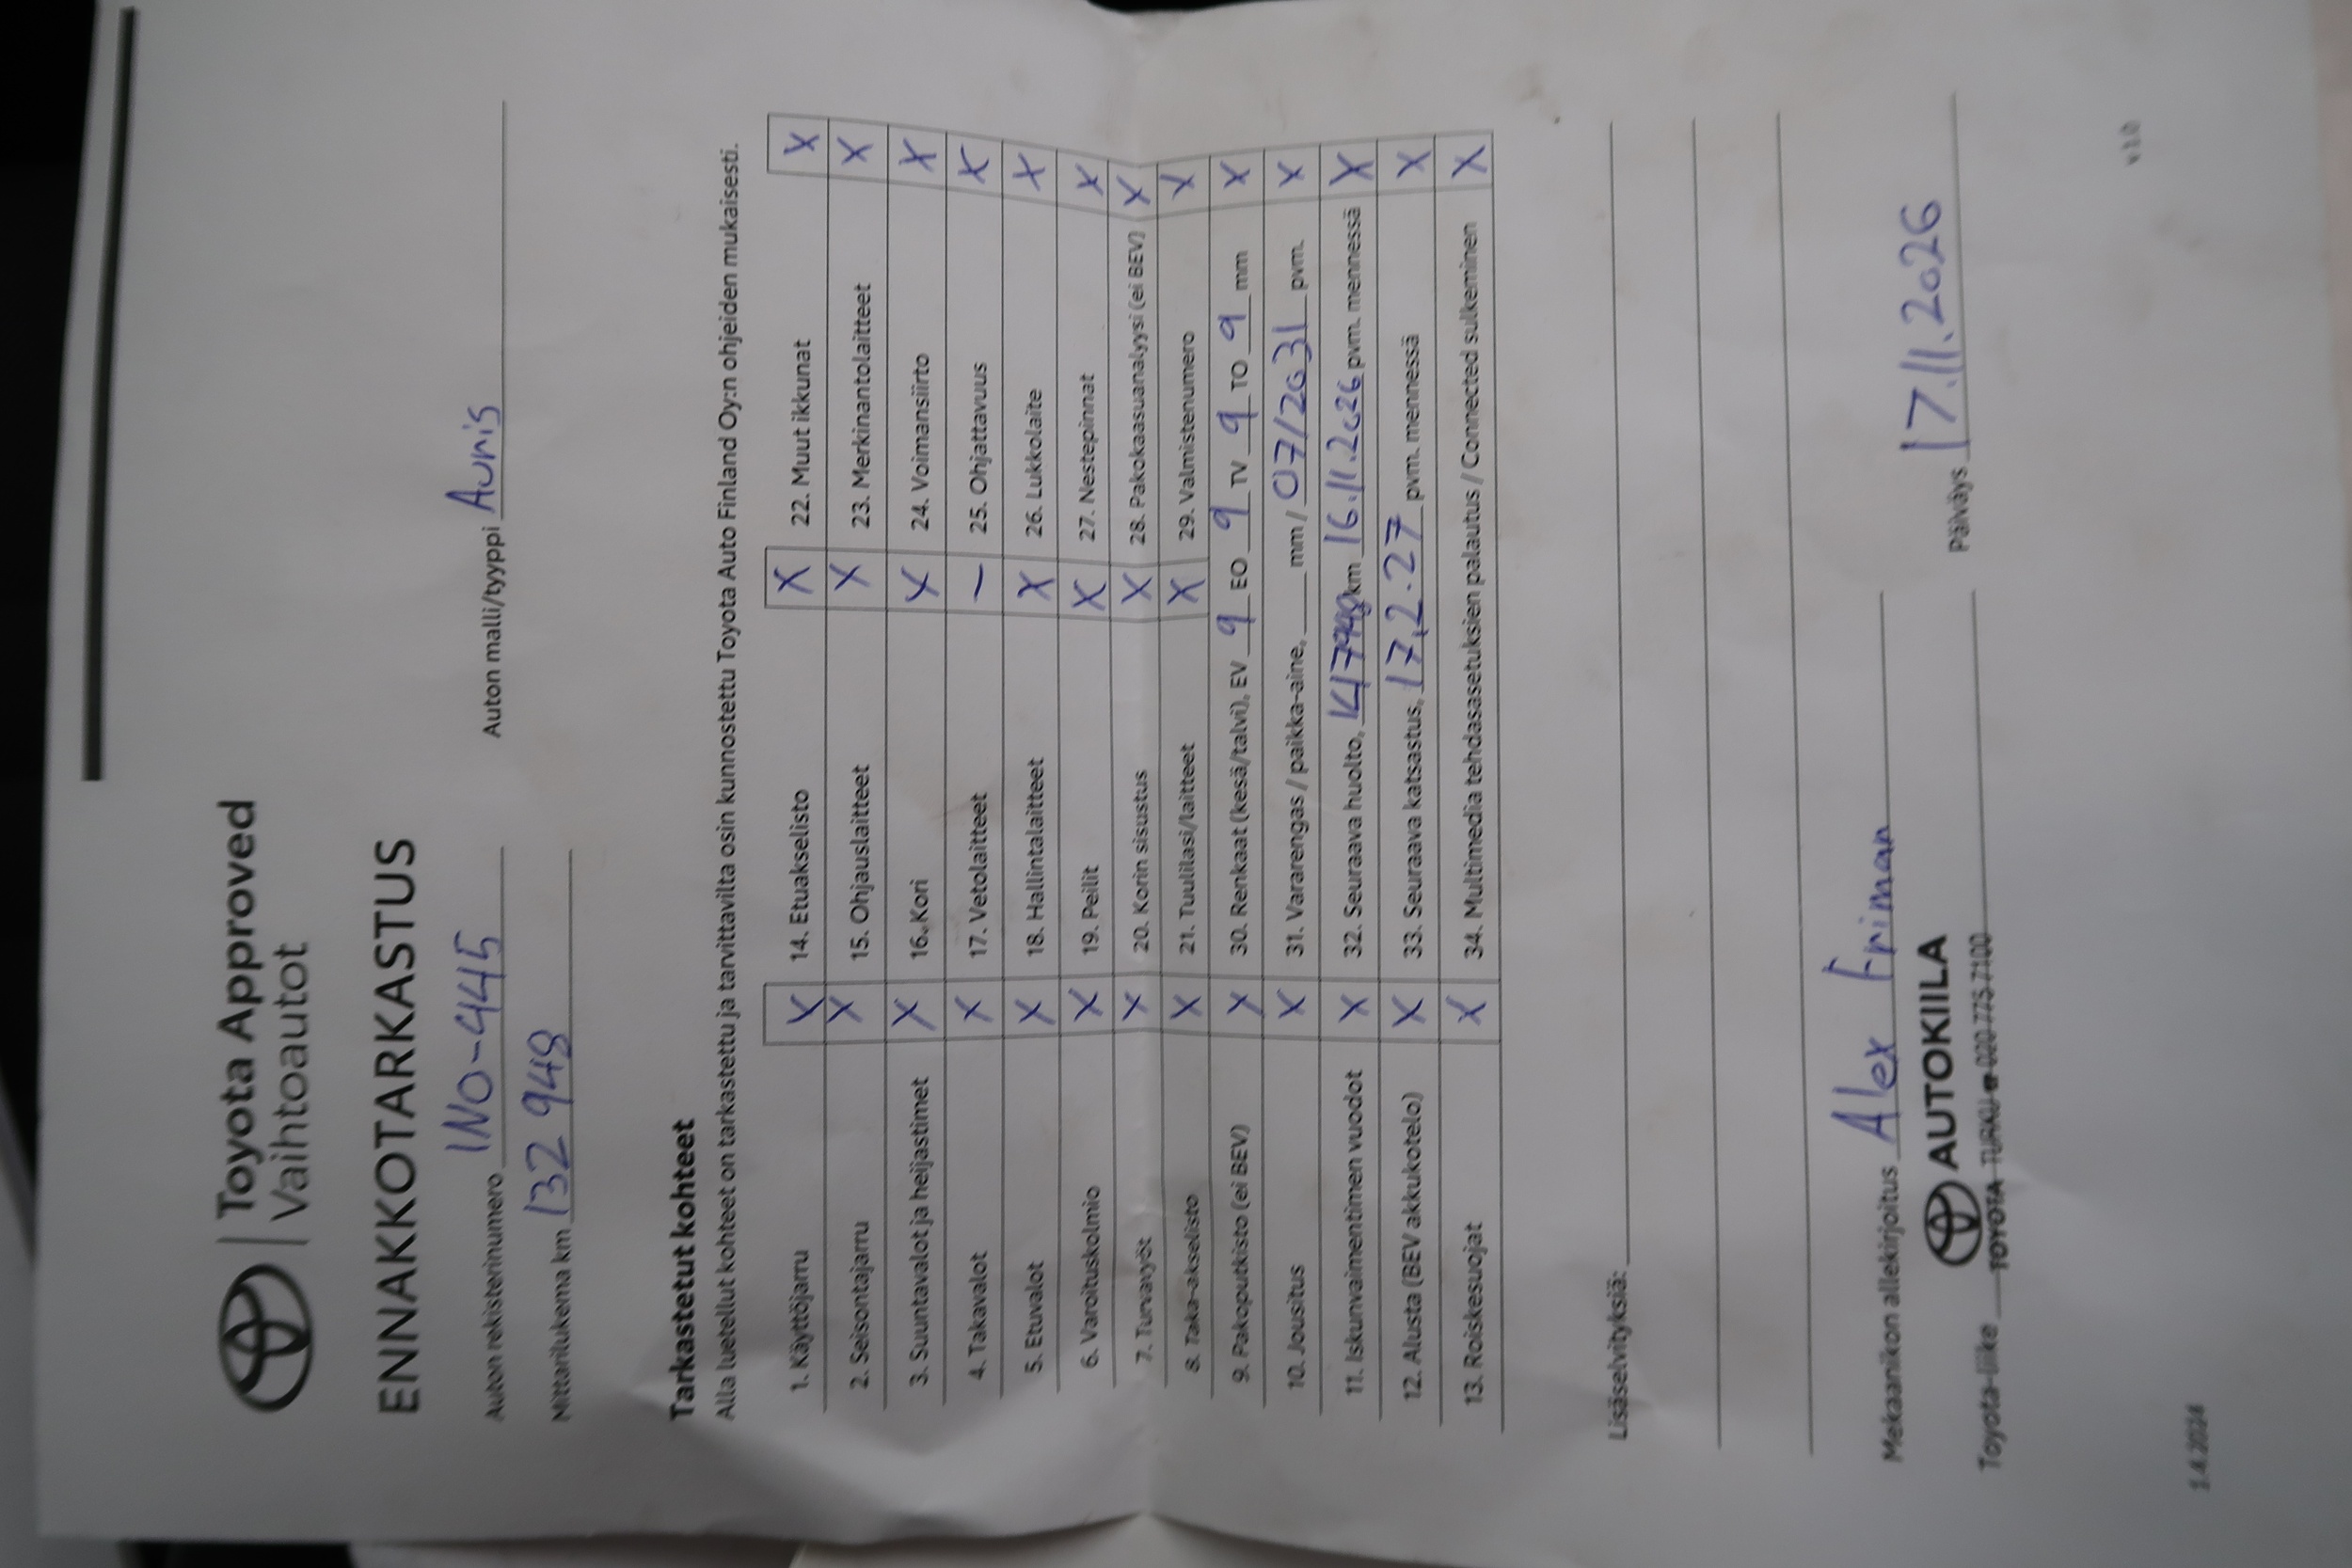 Toyota Approved
Vaihtoautot
ENNAKKOTARKASTUS
Auton rekisterinumero INO-445 Auton malli/tyyppi Auris
Mittarilukema km 132 948
Tarkastetut kohteet
Alla luetellut kohteet on tarkastettu ja tarvittavilta osin kunnostettu Toyota Auto Finland Oy:n ohjeiden mukaisesti.
1. Käyttöjarru X 14. Etuakselisto X 22. Muut ikkunat X
2. Seisontajarru X 15. Ohjauslaitteet X 23. Merkinantolaitteet X
3. Suuntavalot ja heijastimet X 16. Kori X 24. Voimansiirto X
4. Takavalot X 17. Vetolaitteet – 25. Ohjattavuus X
5. Etuvalot X 18. Hallintalaitteet X 26. Lukkolaite X
6. Varoituskolmio X 19. Peilit X 27. Nestepinnat X
7. Turvavyöt X 20. Korin sisustus X 28. Pakokaasuanalyysi (ei BEV) X
8. Taka-akselisto X 21. Tuulilasi/laitteet X 29. Valmistenumero X
9. Pakoputkisto (ei BEV) X 30. Renkaat (kesä/talvi), EV 9 EO 9 TV 9 TO 9 mm X
10. Jousitus X 31. Vararengas / paikka-aine, mm / 07/2031 pvm. X
11. Iskunvaimentimen vuodot X 32. Seuraava huolto, km 16.11.2026 pvm. mennessä X
12. Alusta (BEV akkukotelo) X 33. Seuraava katsastus, 17.2.27 pvm. mennessä X
13. Roiskesuojat X 34. Multimedia tehdasasetuksien palautus / Connected sulkeminen X
Lisäselvityksiä:
Mekaanikon allekirjoitus Alex Friman Päiväys 17.11.2026
AUTOKIILA
Toyota-liike TOYOTA TURKU 020 775 7100
1.4.2024 v 1.0